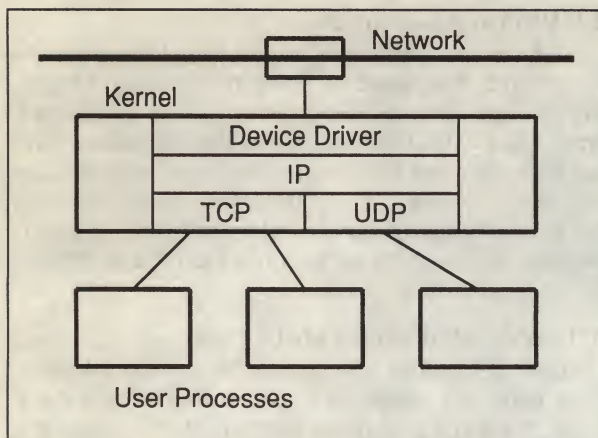 Network
Kernel
Device Driver
IP
TCP UDP
User Processes